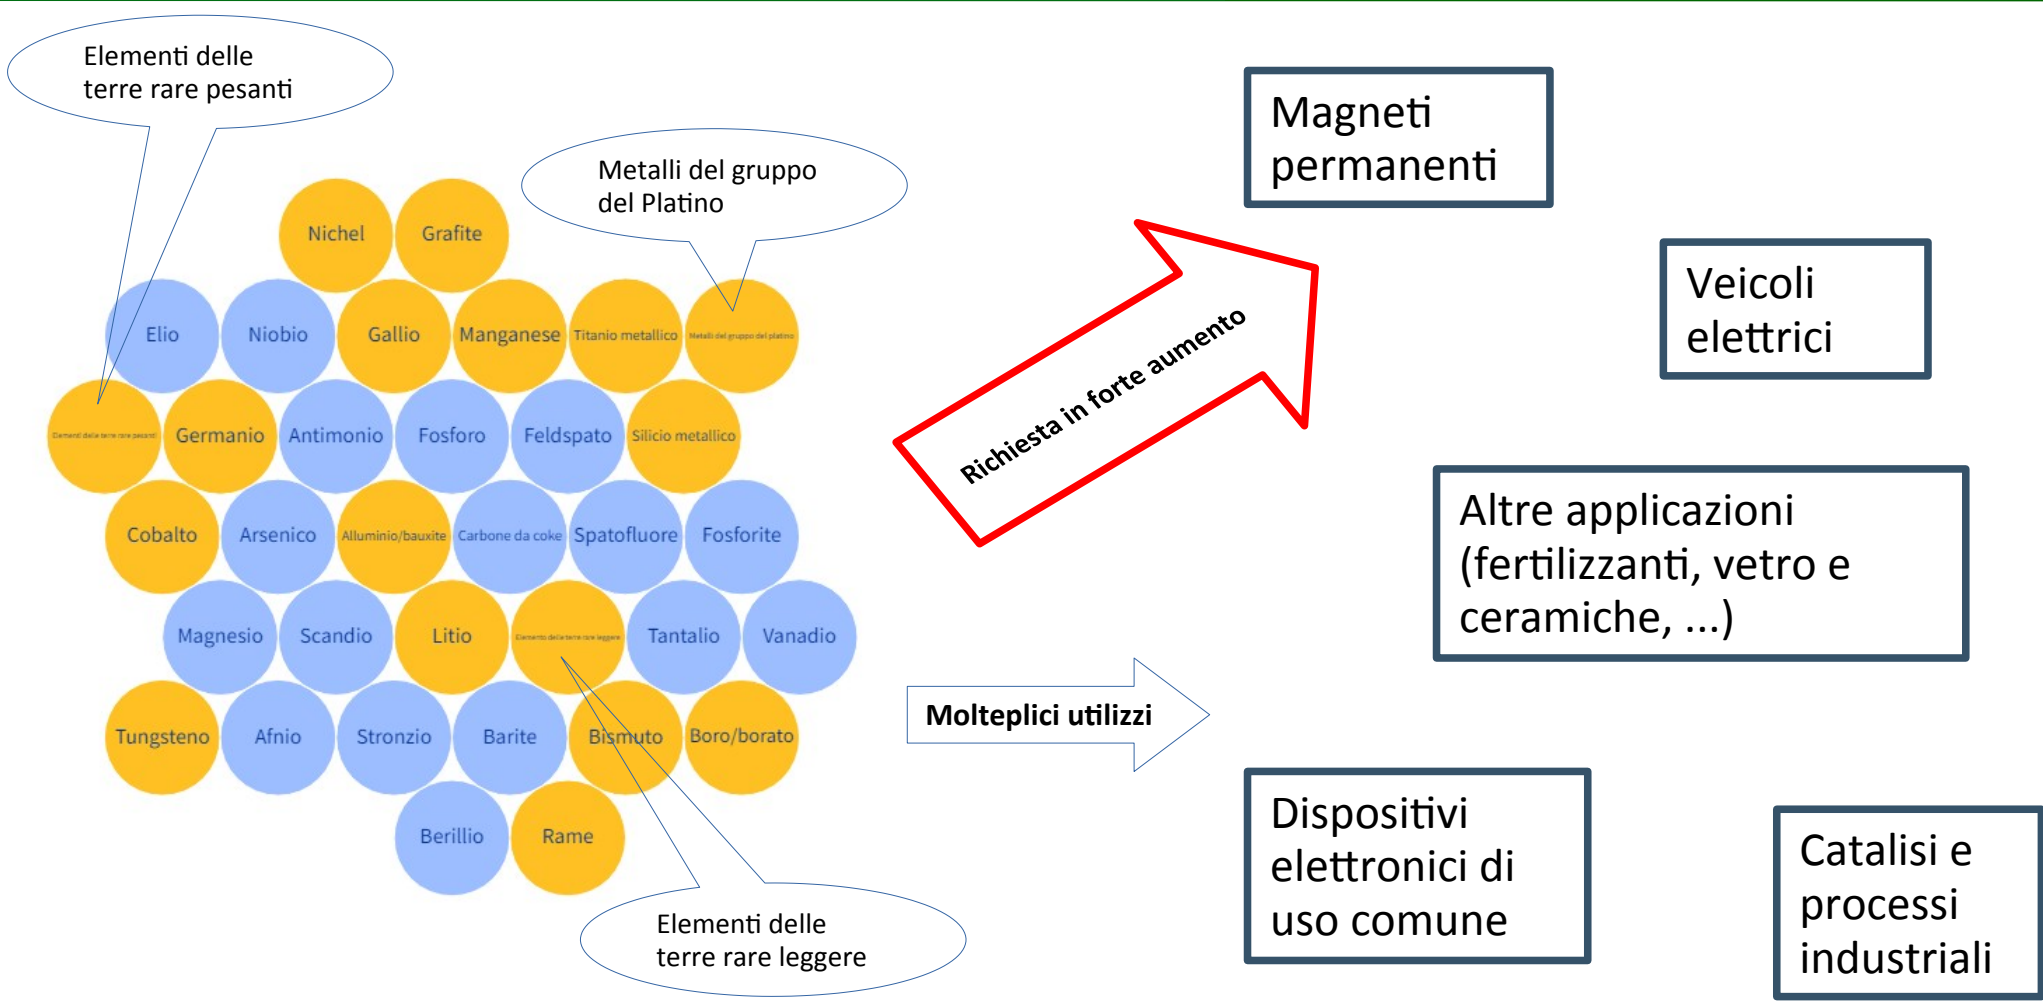 Elementi delle
terre rare pesanti
Metalli del gruppo
del Platino
Nichel
Grafite
Elio
Niobio
Gallio
Manganese
Titanio metallico
Metalli del gruppo del platino
Elementi delle terre rare pesanti
Germanio
Antimonio
Fosforo
Feldspato
Silicio metallico
Cobalto
Arsenico
Alluminio/bauxite
Carbone da coke
Spatofluore
Fosforite
Magnesio
Scandio
Litio
Elemento delle terre rare leggere
Tantalio
Vanadio
Tungsteno
Afnio
Stronzio
Barite
Bismuto
Boro/borato
Berillio
Rame
Elementi delle
terre rare leggere
Richiesta in forte aumento
Molteplici utilizzi
Magneti
permanenti
Veicoli
elettrici
Altre applicazioni
(fertilizzanti, vetro e
ceramiche, ...)
Dispositivi
elettronici di
uso comune
Catalisi e
processi
industriali